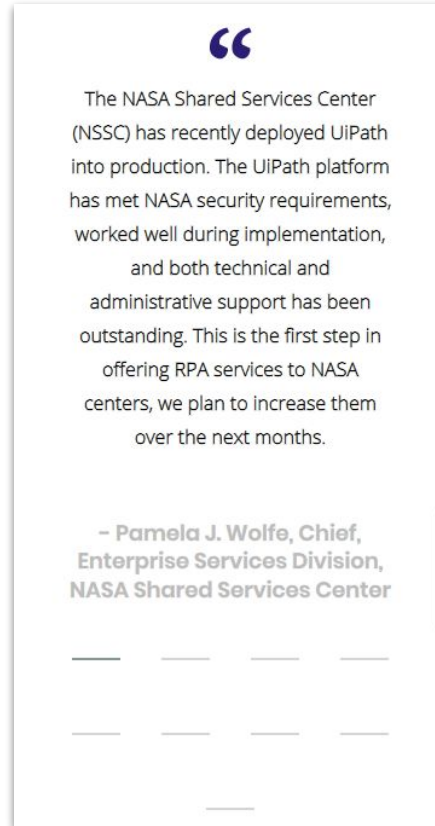 “
The NASA Shared Services Center
(NSSC) has recently deployed UiPath
into production. The UiPath platform
has met NASA security requirements,
worked well during implementation,
and both technical and
administrative support has been
outstanding. This is the first step in
offering RPA services to NASA
centers, we plan to increase them
over the next months.
– Pamela J. Wolfe, Chief,
Enterprise Services Division,
NASA Shared Services Center